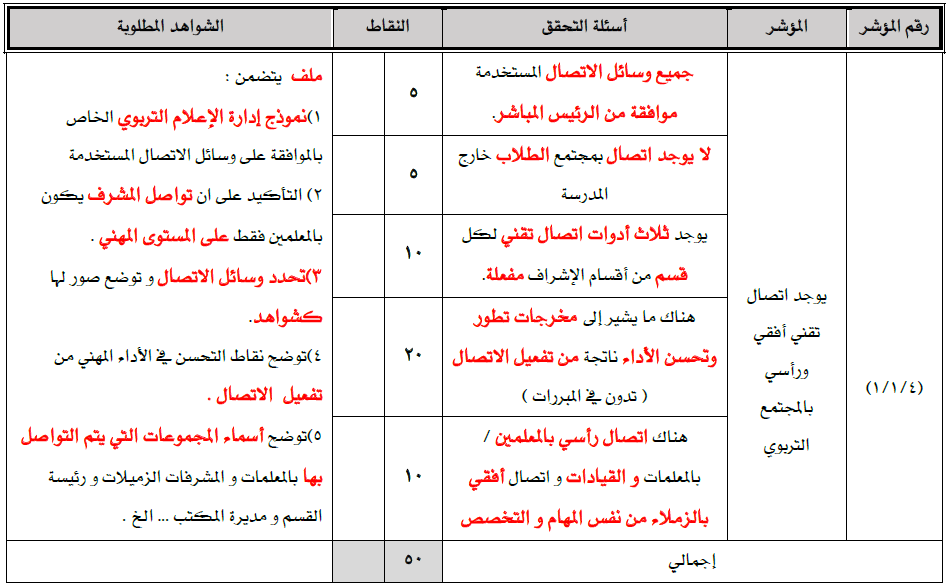 رقم المؤشر
المؤشر
أسئلة التحقق
النقاط
الشواهد المطلوبة
(١/١/٤)
يوجد اتصال
تقني أفقي
ورأسي
بالمجتمع
التربوي
جميع وسائل الاتصال المستخدمة
موافقة من الرئيس المباشر.
٥
لا يوجد اتصال بمجتمع الطلاب خارج
المدرسة
٥
يوجد ثلاث أدوات اتصال تقني لكل
قسم من أقسام الإشراف مفعلة.
١٠
هناك ما يشير إلى مخرجات تطور
وتحسن الأداء ناتجة من تفعيل الاتصال
( تدون في المبررات )
٢٠
هناك اتصال رأسي بالمعلمين /
بالمعلمات و القيادات و اتصال أفقي
بالزملاء من نفس المهام و التخصص
١٠
ملف يتضمن :
١)نموذج إدارة الإعلام التربوي الخاص
بالموافقة على وسائل الاتصال المستخدمة
٢) التأكيد على ان تواصل المشرف يكون
بالمعلمين فقط على المستوى المهني .
٣)تحدد وسائل الاتصال و توضع صور لها
كشواهد.
٤)توضح نقاط التحسن في الأداء المهني من
تفعيل الاتصال .
٥)توضح أسماء المجموعات التي يتم التواصل
بها بالمعلمات و المشرفات الزميلات و رئيسة
القسم و مديرة المكتب ... الخ .
إجمالي
٥٠